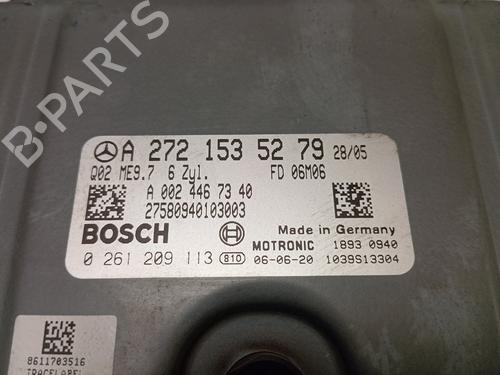 A 272 153 52 79 28/05
Q02 ME9.7 6 Zyl. FD 06M06
A 002 446 73 40
27580940103003
Made in Germany
BOSCH
MOTRONIC 1893 0940
0 261 209 113 810 06-06-20 1039S13304
8611703516
TRACELABEL
B-PARTS